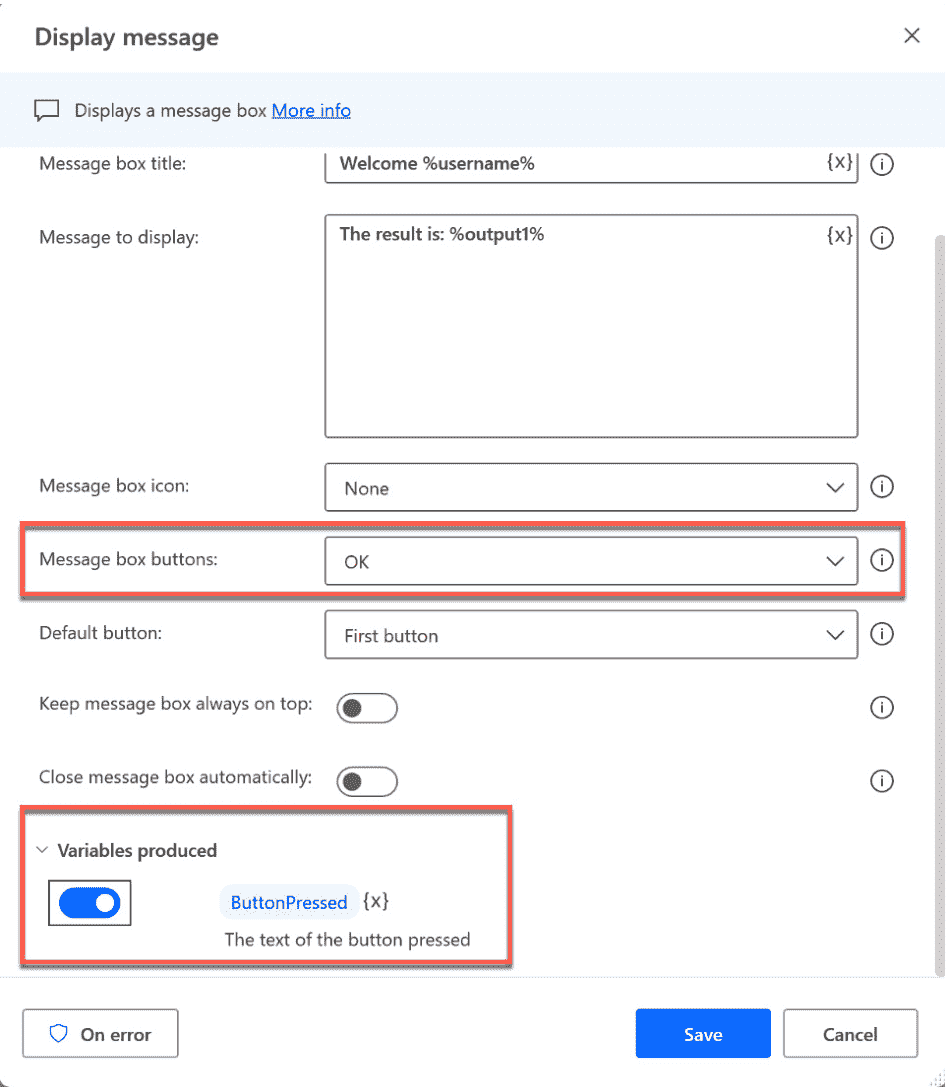 Display message
Displays a message box More info
Message box title: Welcome %username% {x}
Message to display: The result is: %output1% {x}
Message box icon: None
Message box buttons: OK
Default button: First button
Keep message box always on top:
Close message box automatically:
Variables produced
ButtonPressed {x}
The text of the button pressed
On error Save Cancel